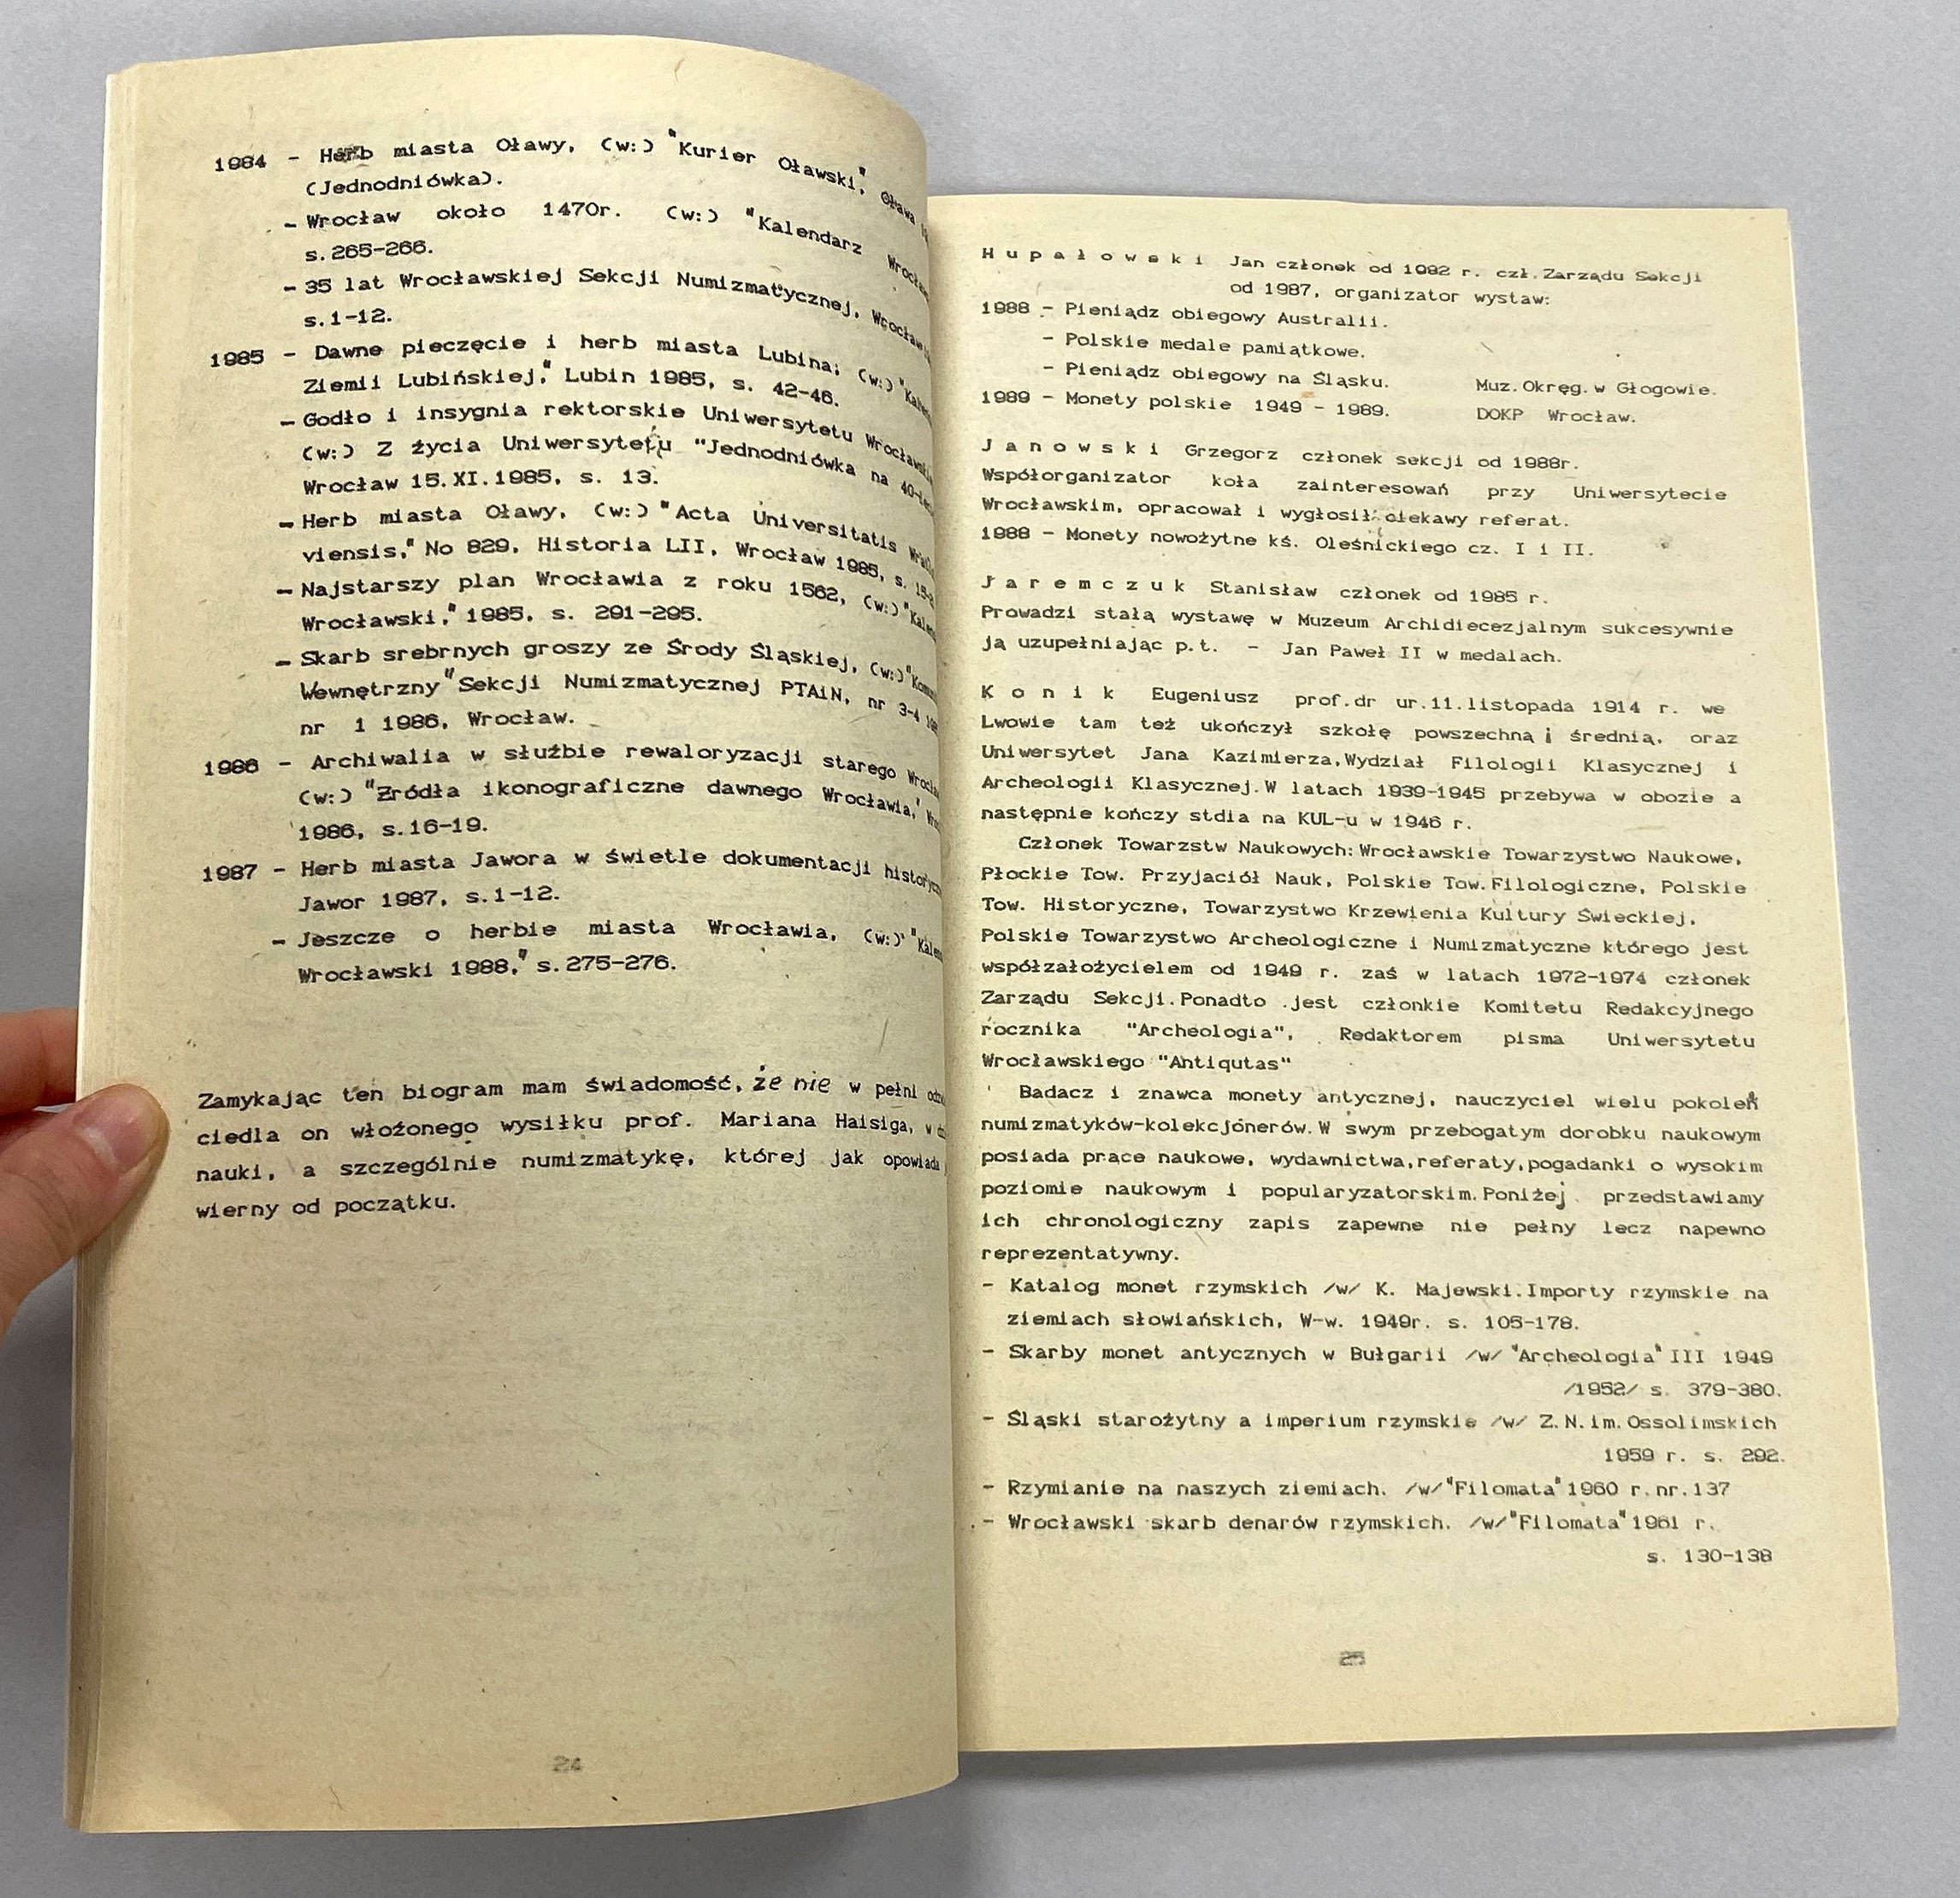 1984 - Herb miasta Oławy, (w:) "Kurier Oławski", Oława
(Jednodniówka).
- Wrocław około 1470r. (w:) "Kalendarz
s.265-266.
- 35 lat Wrocławskiej Sekcji Numizmatycznej,
s.1-12.
1985 - Dawne pieczęcie i herb miasta Lubina; (w:)
Ziemii Lubińskiej," Lubin 1985, s. 42-46.
- Godło i insygnia rektorskie Uniwersytetu
(w:) Z życia Uniwersytetu "Jednodniówka na
Wrocław 15.XI.1985, s. 13.
- Herb miasta Oławy, (w:) "Acta Universitatis
viensis," No 829, Historia LII, Wrocław 1985, s.
- Najstarszy plan Wrocławia z roku 1562, (w:)
Wrocławski," 1985, s. 291-295.
- Skarb srebrnych groszy ze Środy Śląskiej, (w:)
Wewnętrzny" Sekcji Numizmatycznej PTAiN, nr 3-4
nr 1 1986, Wrocław.
1986 - Archiwalia w służbie rewaloryzacji starego
(w:) "Zródła ikonograficzne dawnego Wrocławia,"
1986, s.16-19.
1987 - Herb miasta Jawora w świetle dokumentacji
Jawor 1987, s.1-12.
- Jeszcze o herbie miasta Wrocławia, (w:)
Wrocławski 1988," s.275-276.
Zamykając ten biogram mam świadomość, że nie w pełni
ciedla on włożonego wysiłku prof. Mariana Haisiga,
nauki, a szczególnie numizmatykę, której jak
wierny od początku.
24
H u p a ł o w s k i Jan członek od 1982 r. czł.Zarządu Sekcji
od 1987, organizator wystaw:
1988 - Pieniądz obiegowy Australii.
- Polskie medale pamiątkowe.
- Pieniądz obiegowy na Śląsku. Muz.Okręg.w Głogowie.
1989 - Monety polskie 1949 - 1989. DOKP Wrocław.
J a n o w s k i Grzegorz członek sekcji od 1988r.
Współorganizator koła zainteresowań przy Uniwersytecie
Wrocławskim, opracował i wygłosił ciekawy referat.
1988 - Monety nowożytne kś. Oleśnickiego cz. I i II.
J a r e m c z u k Stanisław członek od 1985 r.
Prowadzi stałą wystawę w Muzeum Archidiecezjalnym sukcesywnie
ją uzupełniając p.t. - Jan Paweł II w medalach.
K o n i k Eugeniusz prof.dr ur.11.listopada 1914 r. we
Lwowie tam też ukończył szkołę powszechną i średnią, oraz
Uniwersytet Jana Kazimierza,Wydział Filologii Klasycznej i
Archeologii Klasycznej.W latach 1939-1945 przebywa w obozie a
następnie kończy stdia na KUL-u w 1946 r.
Członek Towarzstw Naukowych:Wrocławskie Towarzystwo Naukowe,
Płockie Tow. Przyjaciół Nauk, Polskie Tow.Filologiczne, Polskie
Tow. Historyczne, Towarzystwo Krzewienia Kultury Swieckiej,
Polskie Towarzystwo Archeologiczne i Numizmatyczne którego jest
współzałożycielem od 1949 r. zaś w latach 1972-1974 członek
Zarządu Sekcji.Ponadto jest członkie Komitetu Redakcyjnego
rocznika "Archeologia", Redaktorem pisma Uniwersytetu
Wrocławskiego "Antiqutas"
Badacz i znawca monety antycznej, nauczyciel wielu pokoleń
numizmatyków-kolekcjonerów.W swym przebogatym dorobku naukowym
posiada prace naukowe, wydawnictwa,referaty,pogadanki o wysokim
poziomie naukowym i popularyzatorskim.Poniżej przedstawiamy
ich chronologiczny zapis zapewne nie pełny lecz napewno
reprezentatywny.
- Katalog monet rzymskich /w/ K. Majewski.Importy rzymskie na
ziemiach słowiańskich, W-w. 1949r. s. 105-178.
- Skarby monet antycznych w Bułgarii /w/ "Archeologia" III 1949
/1952/ s. 379-380.
- Śląski starożytny a imperium rzymskie /w/ Z.N.im.Ossolimskich
1959 r. s. 292.
- Rzymianie na naszych ziemiach. /w/ "Filomata" 1960 r.nr.137
- Wrocławski skarb denarów rzymskich. /w/ "Filomata" 1961 r.
s. 130-138
25